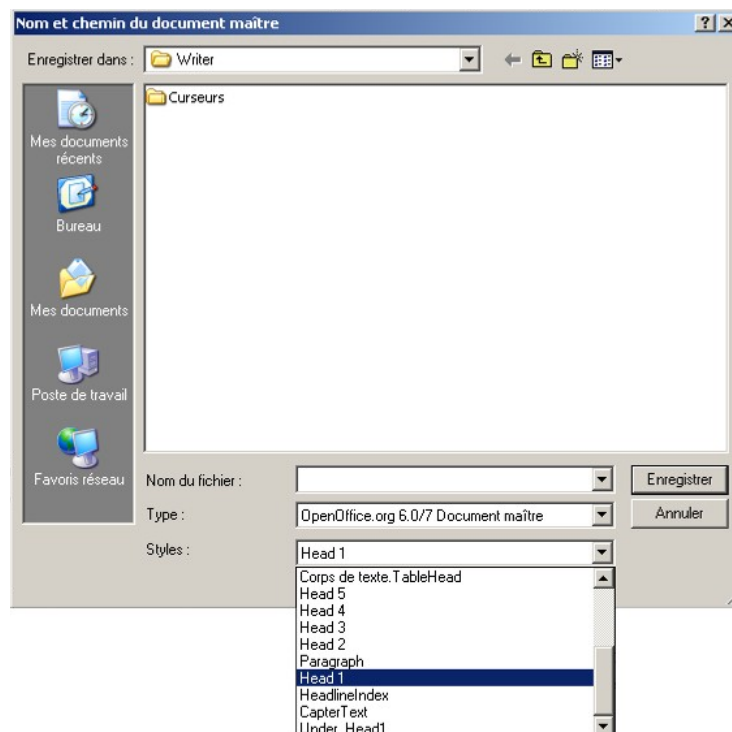 Nom et chemin du document maître
Enregistrer dans :
Writer
Curseurs
Mes documents
récents
Bureau
Mes documents
Poste de travail
Favoris réseau
Nom du fichier :
Enregistrer
Type :
OpenOffice.org 6.0/7 Document maître
Annuler
Styles :
Head 1
Corps de texte.TableHead
Head 5
Head 4
Head 3
Head 2
Paragraph
Head 1
HeadlineIndex
CapterText
Under_Head1